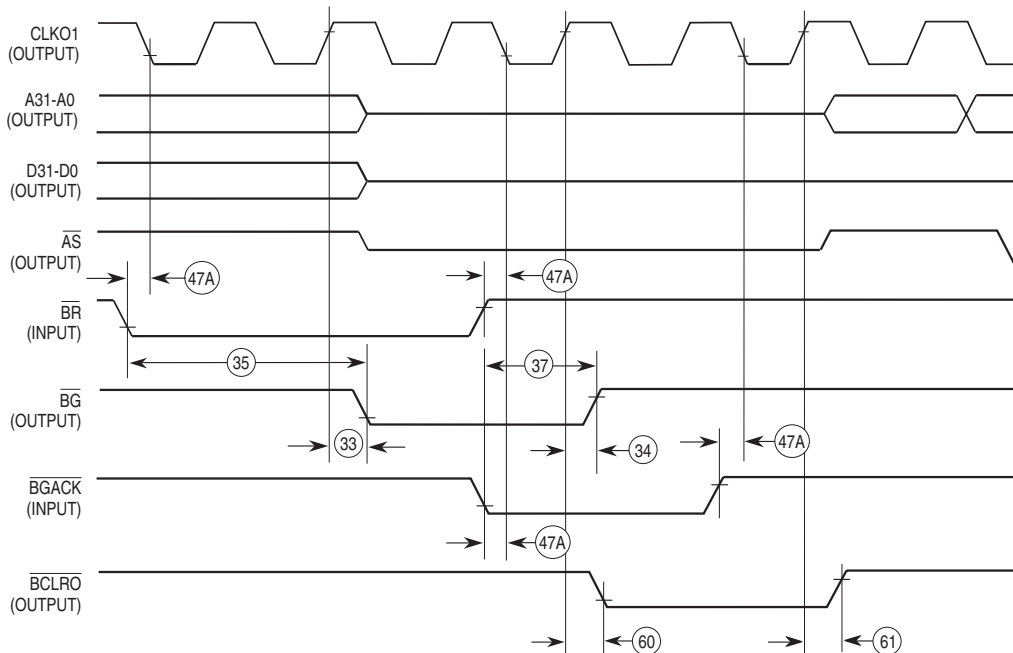 CLKO1
(OUTPUT)
A31-A0
(OUTPUT)
D31-D0
(OUTPUT)
AS
(OUTPUT)
47A
47A
BR
(INPUT)
35
37
BG
(OUTPUT)
33
34
47A
BGACK
(INPUT)
47A
BCLRO
(OUTPUT)
60
61